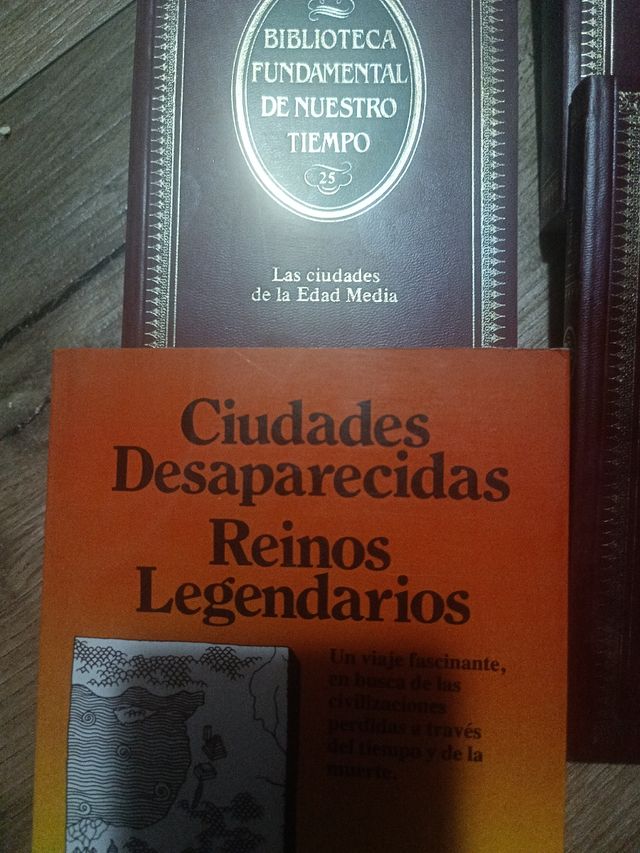 BIBLIOTECA
FUNDAMENTAL
DE NUESTRO
TIEMPO
25
Las ciudades
de la Edad Media
Ciudades
Desaparecidas
Reinos
Legendarios
Un viaje fascinante,
en busca de las
civilizaciones
perdidas a través
del tiempo y de la
muerte.